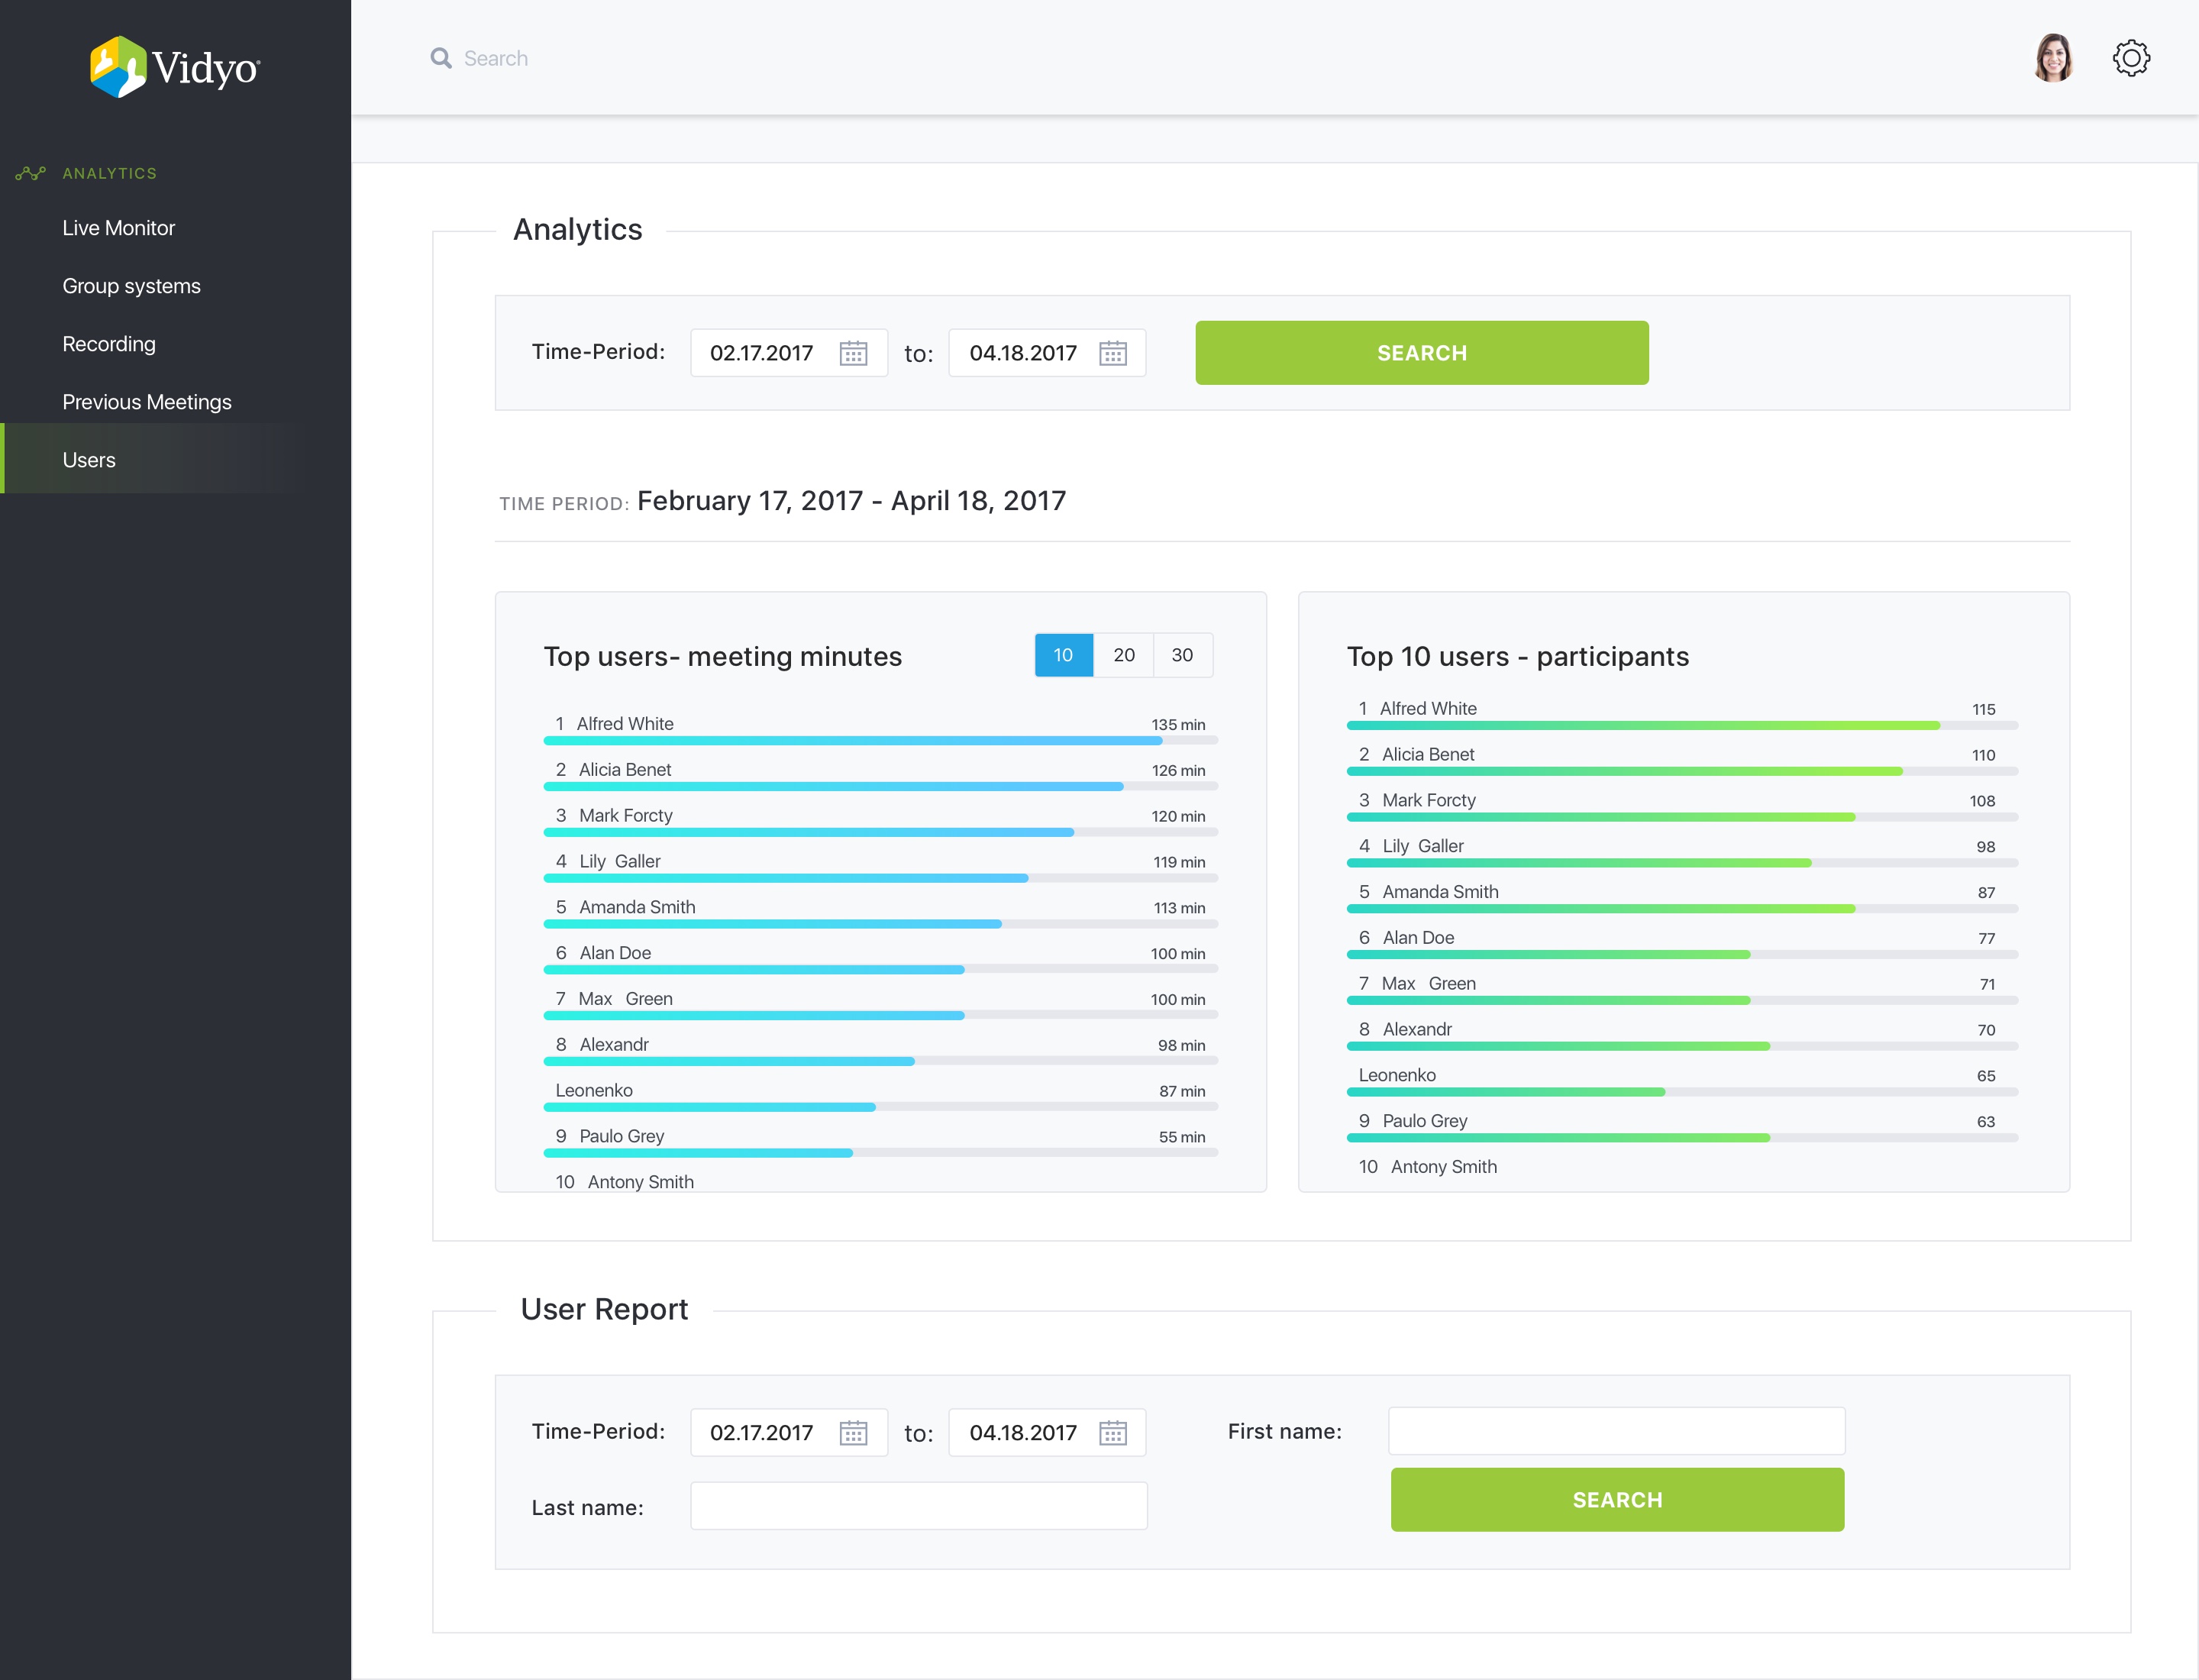 Vidyo
Search
ANALYTICS
Live Monitor
Group systems
Recording
Previous Meetings
Users
Analytics
Time-Period: 02.17.2017 to: 04.18.2017 SEARCH
TIME PERIOD: February 17, 2017 - April 18, 2017
Top users- meeting minutes 10 20 30
1 Alfred White 135 min
2 Alicia Benet 126 min
3 Mark Forcty 120 min
4 Lily Galler 119 min
5 Amanda Smith 113 min
6 Alan Doe 100 min
7 Max Green 100 min
8 Alexandr 98 min
Leonenko 87 min
9 Paulo Grey 55 min
10 Antony Smith
Top 10 users - participants
1 Alfred White 115
2 Alicia Benet 110
3 Mark Forcty 108
4 Lily Galler 98
5 Amanda Smith 87
6 Alan Doe 77
7 Max Green 71
8 Alexandr 70
Leonenko 65
9 Paulo Grey 63
10 Antony Smith
User Report
Time-Period: 02.17.2017 to: 04.18.2017 First name:
Last name: SEARCH